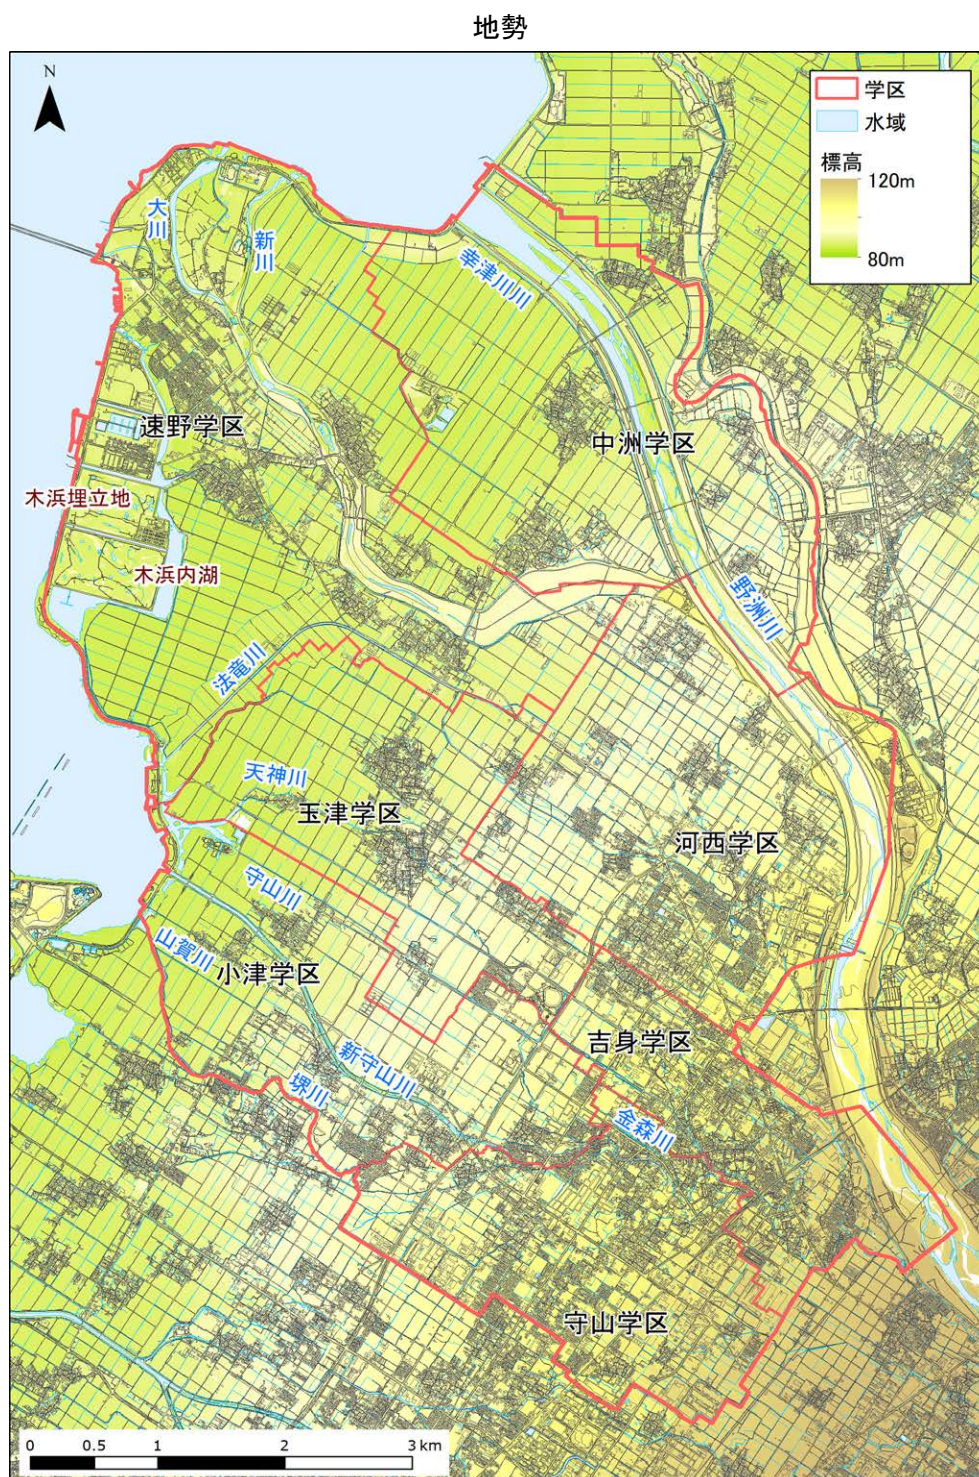 地勢
N
学区
水域
標高
120m
80m
大川
新川
幸津川川
速野学区
中洲学区
木浜埋立地
木浜内湖
野洲川
法竜川
天神川
玉津学区
河西学区
守山川
山賀川
小津学区
吉身学区
新守山川
堺川
金森川
守山学区
0 0.5 1 2 3 km